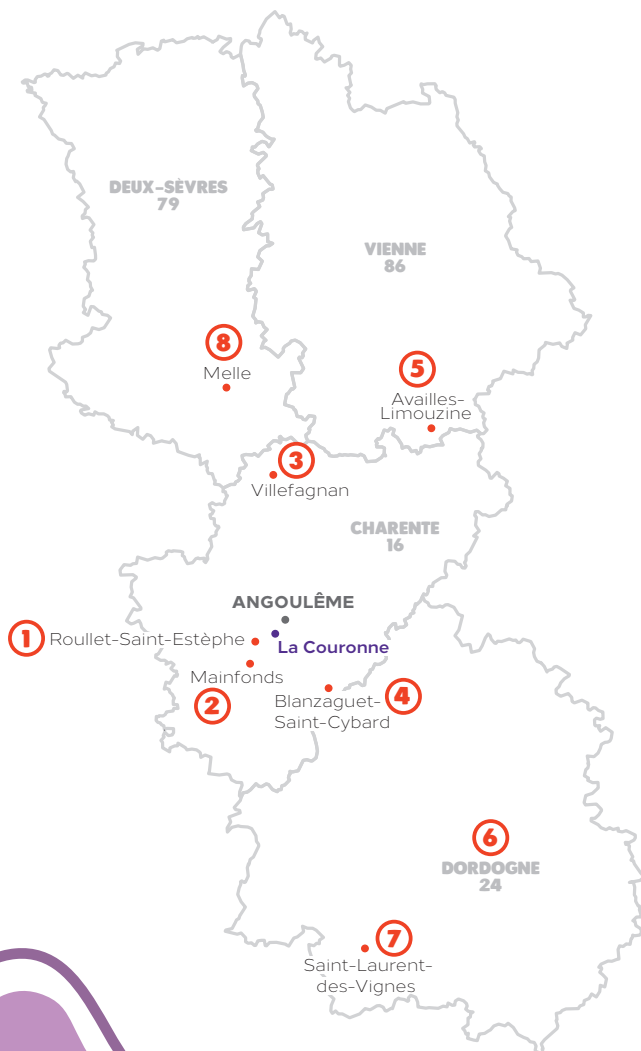 DEUX-SÈVRES
79
VIENNE
86
8
Melle
5
Availles-
Limouzine
3
Villefagnan
CHARENTE
16
ANGOULÊME
1 Roullet-Saint-Estèphe
La Couronne
Mainfonds
2
Blanzaguet-
Saint-Cybard
4
6
DORDOGNE
24
7
Saint-Laurent-
des-Vignes